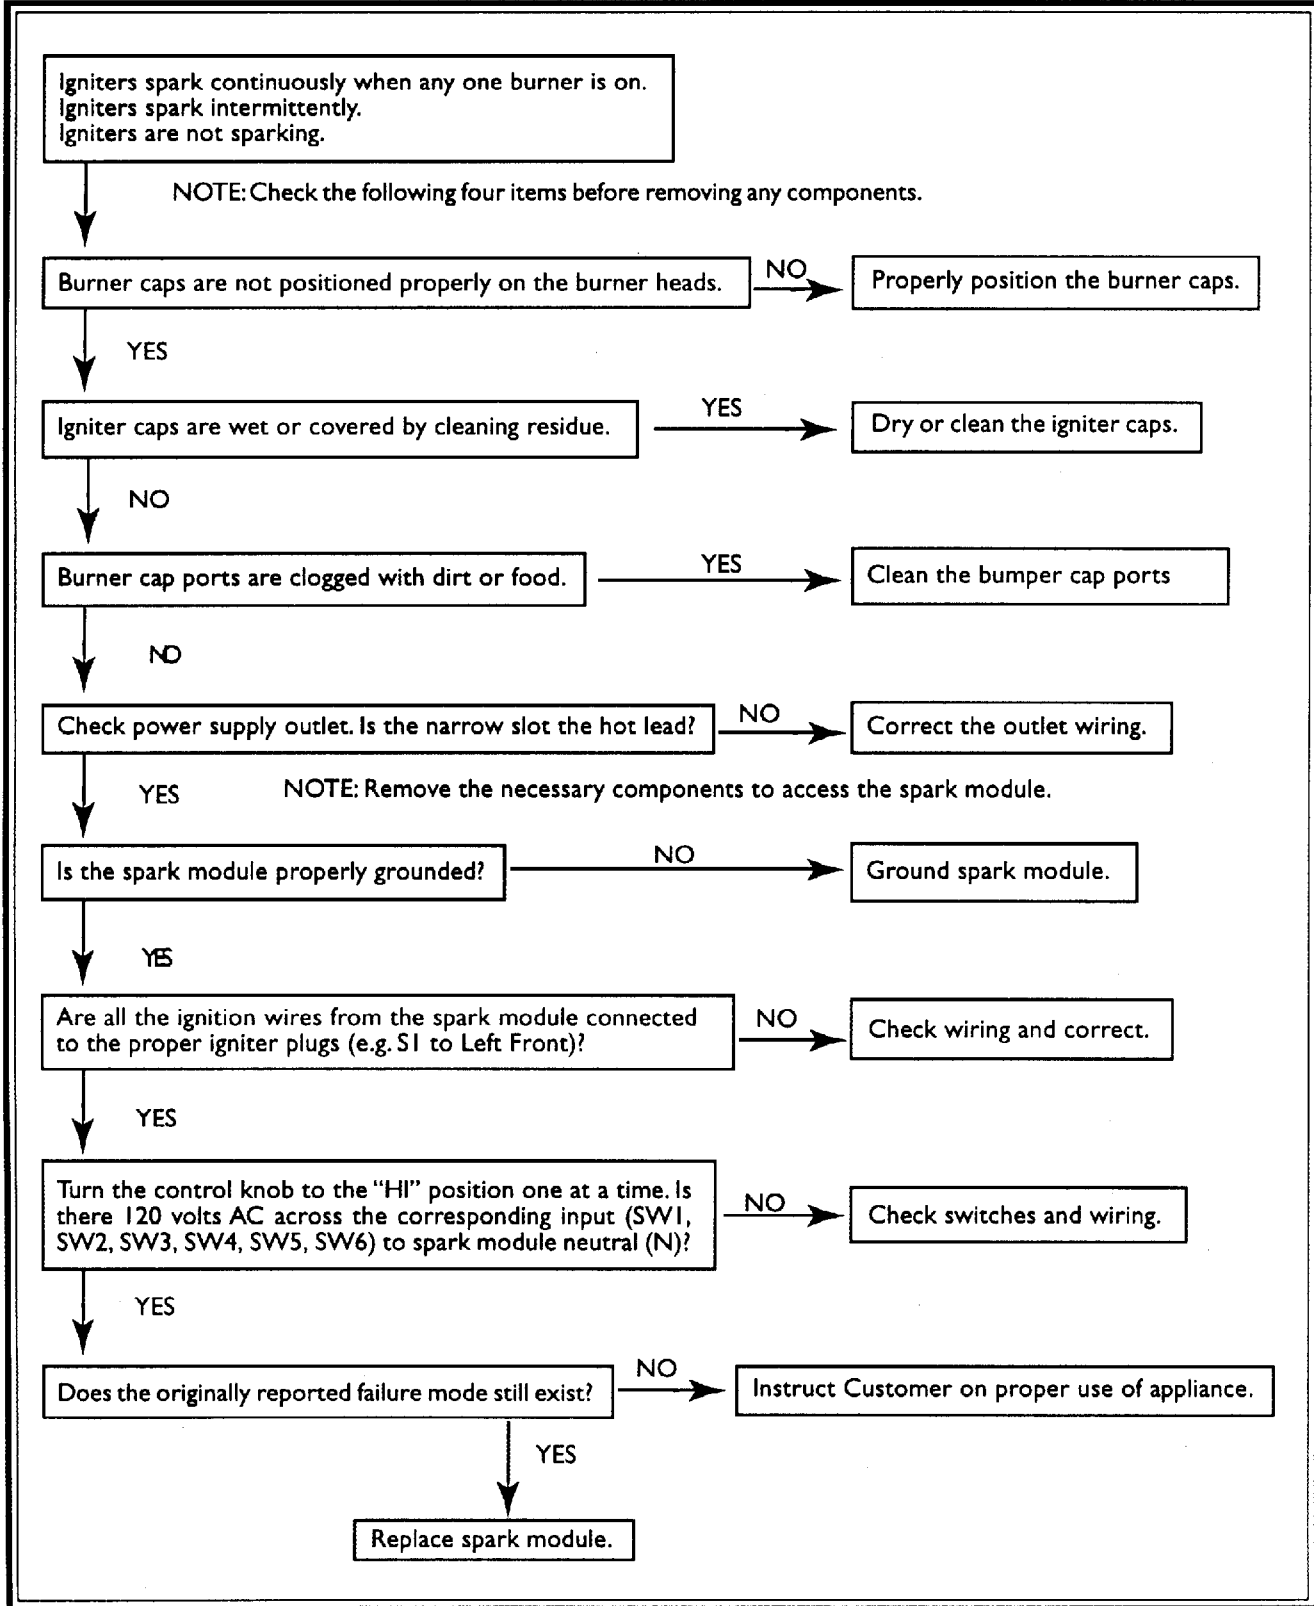 Igniters spark continuously when any one burner is on.
Igniters spark intermittently.
Igniters are not sparking.
NOTE: Check the following four items before removing any components.
Burner caps are not positioned properly on the burner heads.
NO
Properly position the burner caps.
YES
Igniter caps are wet or covered by cleaning residue.
YES
Dry or clean the igniter caps.
NO
Burner cap ports are clogged with dirt or food.
YES
Clean the bumper cap ports
NO
Check power supply outlet. Is the narrow slot the hot lead?
NO
Correct the outlet wiring.
YES
NOTE: Remove the necessary components to access the spark module.
Is the spark module properly grounded?
NO
Ground spark module.
YES
Are all the ignition wires from the spark module connected
to the proper igniter plugs (e.g. S1 to Left Front)?
NO
Check wiring and correct.
YES
Turn the control knob to the “HI” position one at a time. Is
there 120 volts AC across the corresponding input (SW1,
SW2, SW3, SW4, SW5, SW6) to spark module neutral (N)?
NO
Check switches and wiring.
YES
Does the originally reported failure mode still exist?
NO
Instruct Customer on proper use of appliance.
YES
Replace spark module.